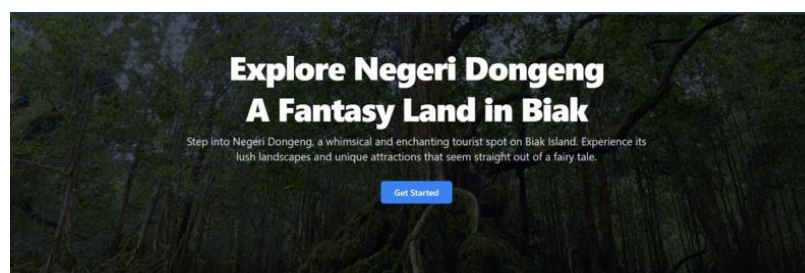 Explore Negeri Dongeng
A Fantasy Land in Biak
Step into Negeri Dongeng, a whimsical and enchanting tourist spot on Biak Island. Experience its
lush landscapes and unique attractions that seem straight out of a fairy tale.
Get Started